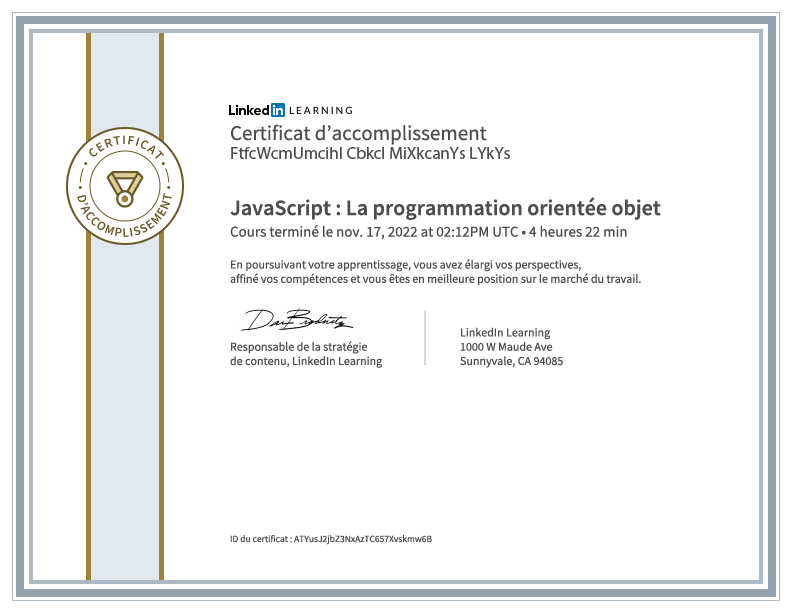 LinkedIn LEARNING
Certificat d’accomplissement
FtfcWcmUmcihl Cbkcl MiXkcanYs LYkYs
CERTIFICAT
D'ACCOMPLISSEMENT
JavaScript : La programmation orientée objet
Cours terminé le nov. 17, 2022 at 02:12PM UTC • 4 heures 22 min
En poursuivant votre apprentissage, vous avez élargi vos perspectives,
affiné vos compétences et vous êtes en meilleure position sur le marché du travail.
Responsable de la stratégie
de contenu, LinkedIn Learning
LinkedIn Learning
1000 W Maude Ave
Sunnyvale, CA 94085
ID du certificat : ATYusJ2jbZ3NxAzTC657Xvskmw6B